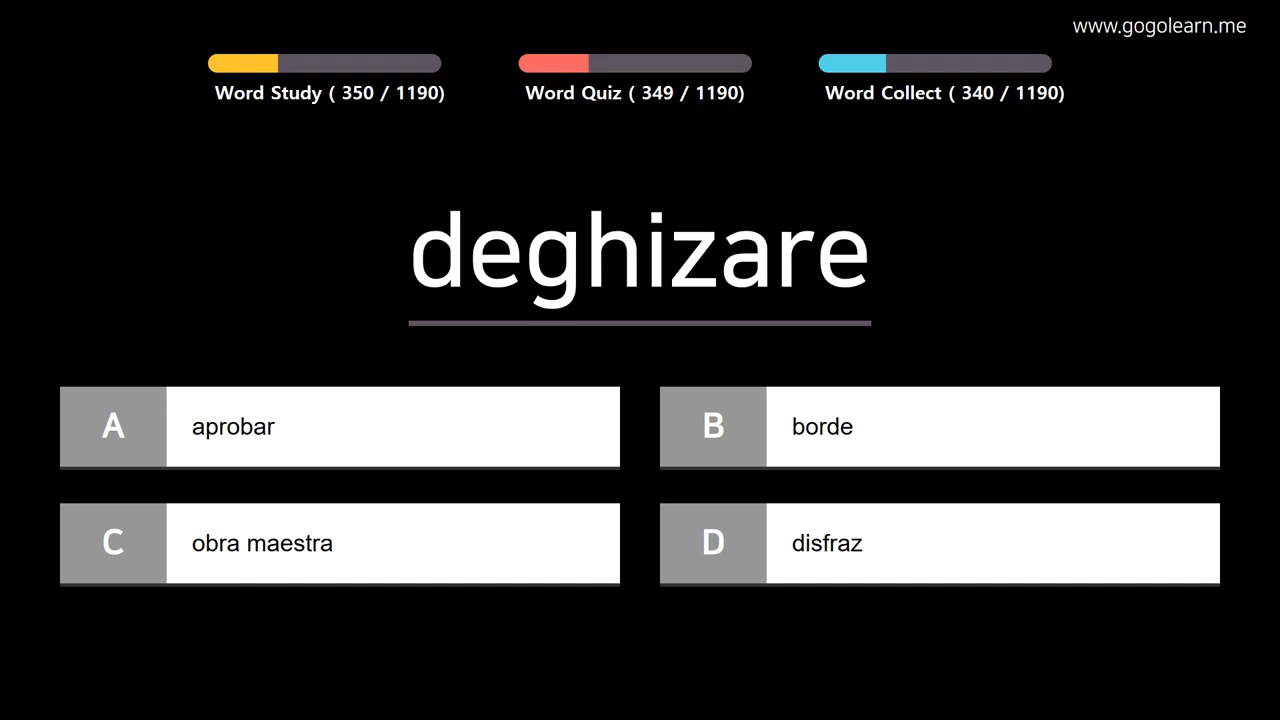 www.gogolearn.me
Word Study ( 350 / 1190)
Word Quiz ( 349 / 1190)
Word Collect ( 340 / 1190)
deghizare
A
aprobar
B
borde
C
obra maestra
D
disfraz